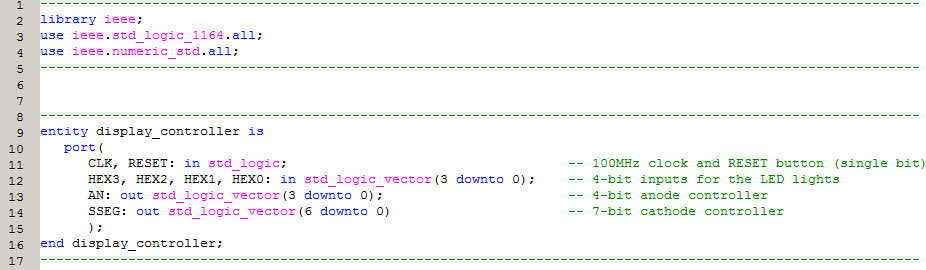 1 --------------------------------------------------------------------------------------------------------------
2 library ieee;
3 use ieee.std_logic_1164.all;
4 use ieee.numeric_std.all;
5 --------------------------------------------------------------------------------------------------------------
6
7
8 --------------------------------------------------------------------------------------------------------------
9 entity display_controller is
10    port(
11       CLK, RESET: in std_logic;                                   -- 100MHz clock and RESET button (single bit)
12       HEX3, HEX2, HEX1, HEX0: in std_logic_vector(3 downto 0);    -- 4-bit inputs for the LED lights
13       AN: out std_logic_vector(3 downto 0);                       -- 4-bit anode controller
14       SSEG: out std_logic_vector(6 downto 0)                      -- 7-bit cathode controller
15       );
16 end display_controller;
17 --------------------------------------------------------------------------------------------------------------